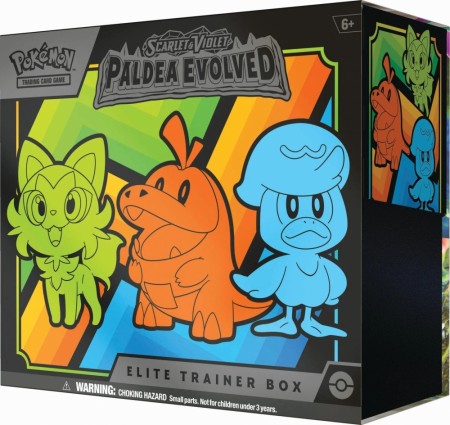 Pokémon
TRADING CARD GAME
SCARLET & VIOLET
PALDEA EVOLVED
6+
ELITE TRAINER BOX
WARNING: CHOKING HAZARD Small parts. Not for children under 3 years.